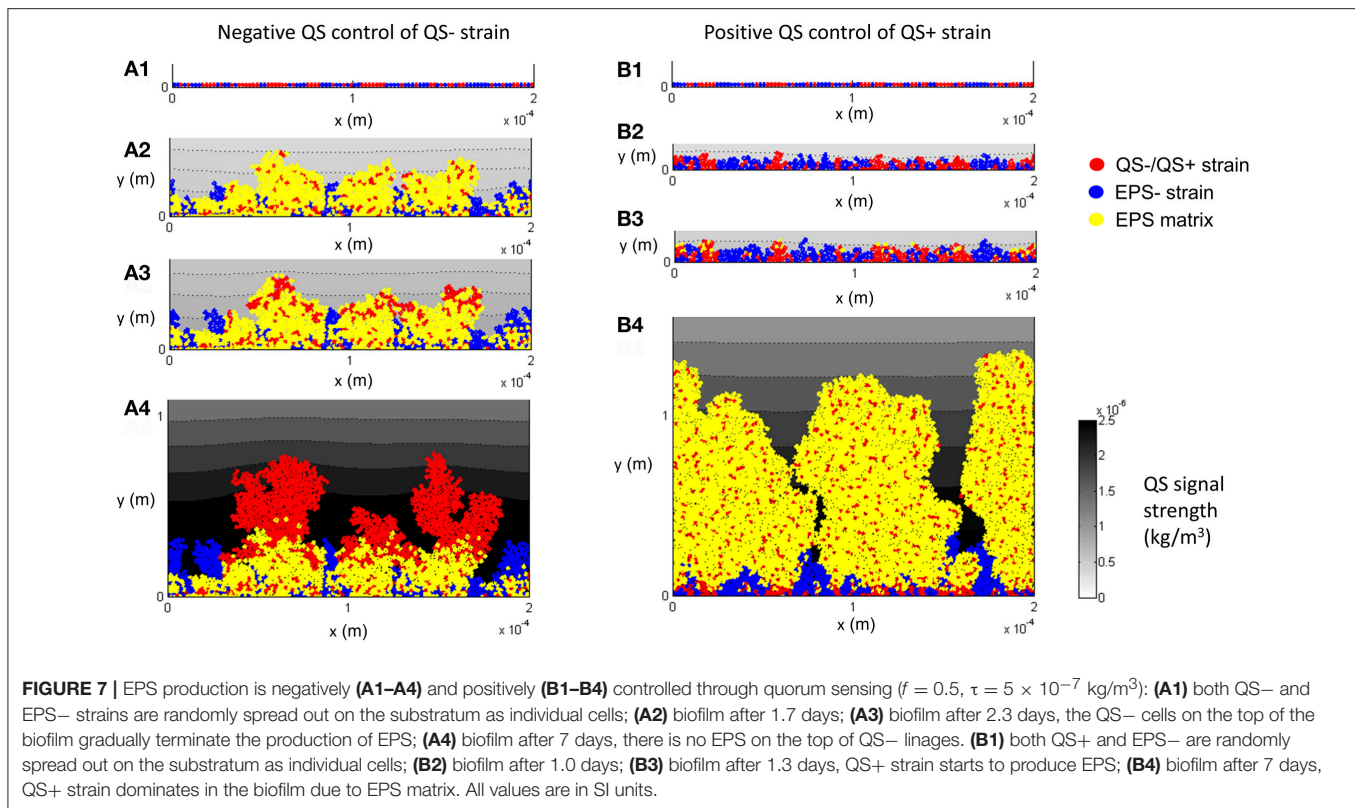 Negative QS control of QS- strain
A1
0
0
1
2
x (m)
x 10⁻⁴
A2
y (m)
0
0
1
2
x (m)
x 10⁻⁴
A3
y (m)
0
0
1
2
x (m)
x 10⁻⁴
A4
1
y (m)
0
0
1
2
x (m)
x 10⁻⁴
Positive QS control of QS+ strain
B1
0
0
1
2
x (m)
x 10⁻⁴
B2
y (m)
0
0
1
2
x (m)
x 10⁻⁴
B3
y (m)
0
0
1
2
x (m)
x 10⁻⁴
B4
1
y (m)
0
0
1
2
x (m)
x 10⁻⁴
QS-/QS+ strain
EPS- strain
EPS matrix
x 10⁻⁶
2.5
2
1.5
1
0.5
0
QS signal
strength
(kg/m³)
FIGURE 7 | EPS production is negatively (A1–A4) and positively (B1–B4) controlled through quorum sensing (f = 0.5, τ = 5 × 10⁻⁷ kg/m³): (A1) both QS− and
EPS− strains are randomly spread out on the substratum as individual cells; (A2) biofilm after 1.7 days; (A3) biofilm after 2.3 days, the QS− cells on the top of the
biofilm gradually terminate the production of EPS; (A4) biofilm after 7 days, there is no EPS on the top of QS− linages. (B1) both QS+ and EPS− are randomly
spread out on the substratum as individual cells; (B2) biofilm after 1.0 days; (B3) biofilm after 1.3 days, QS+ strain starts to produce EPS; (B4) biofilm after 7 days,
QS+ strain dominates in the biofilm due to EPS matrix. All values are in SI units.